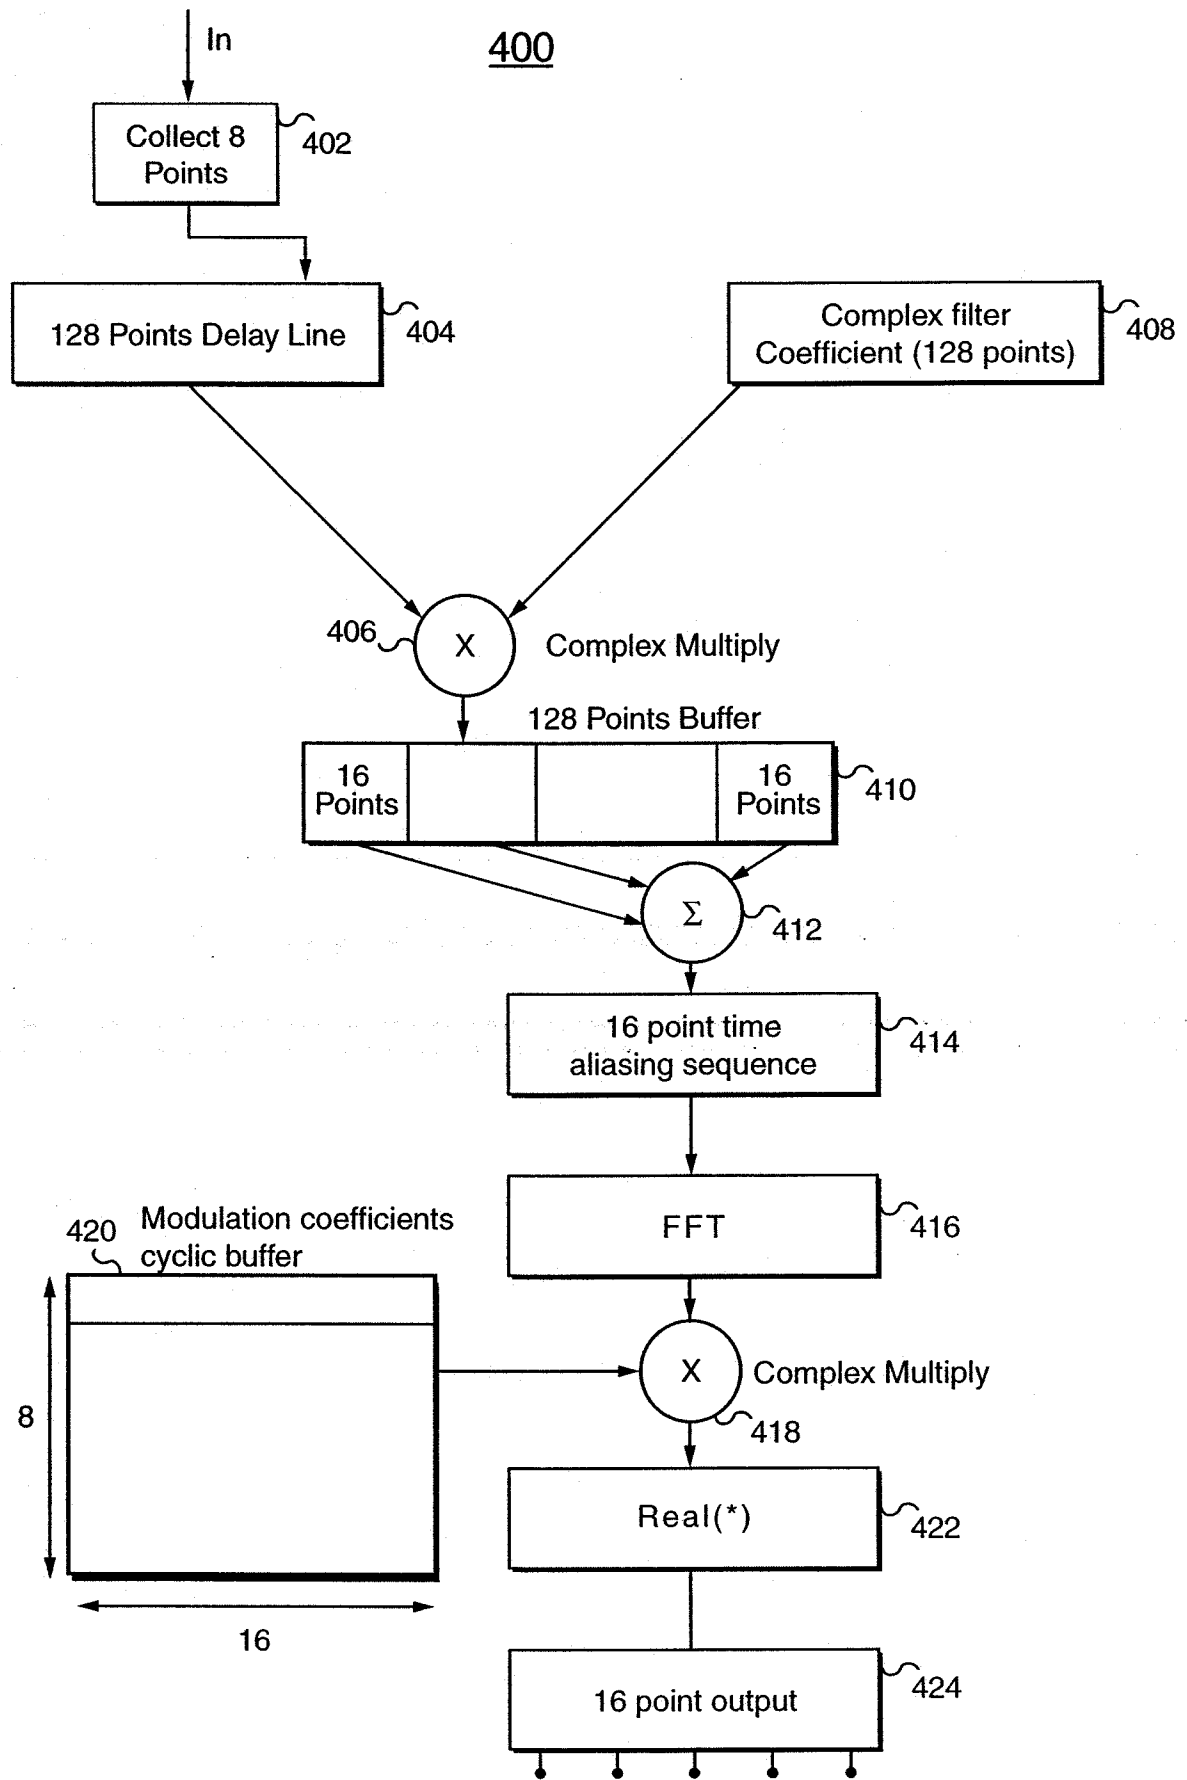 In
400
Collect 8
Points
402
128 Points Delay Line
404
Complex filter
Coefficient (128 points)
408
406
X
Complex Multiply
128 Points Buffer
16
Points
16
Points
410
Σ
412
16 point time
aliasing sequence
414
FFT
416
420
Modulation coefficients
cyclic buffer
8
16
X
Complex Multiply
418
Real(*)
422
16 point output
424